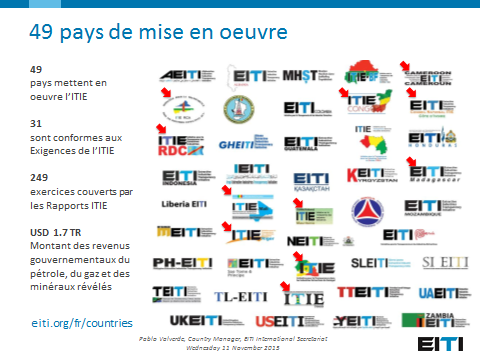 49 pays de mise en oeuvre
49
pays mettent en
oeuvre l'ITIE
31
sont conformes aux
Exigences de l'ITIE
249
exercices couverts par
les Rapports ITIE
USD 1.7 TR
Montant des revenus
gouvernementaux du
pétrole, du gaz et des
minéraux révélés
eiti.org/fr/countries
AEITI
EITI
MHST
CAMEROON
EITI
CAMEROUN
EITI
ITIE
CONGO
EITI
ITIE
RDC
GHEITI
EITI
GUATEMALA
ITIE
EITI
HONDURAS
EITI
INDONESIA
IEITI
EITI
ҚАЗАҚСТАН
KEITI
KYRGYZSTAN
EITI
Madagascar
Liberia EITI
ITIE
EITI
MOZAMBIQUE
MEITI
ITIE
NEITI
EITI
PH-EITI
EITI
ITIE
SLEITI
SI EITI
TEITI
TL-EITI
ITIE
TTEITI
UAEITI
UKEITI
USEITI
YEITI
ZAMBIA
EITI
Pablo Valverde, Country Manager, EITI International Secretariat
Wednesday 11 November 2015
EITI